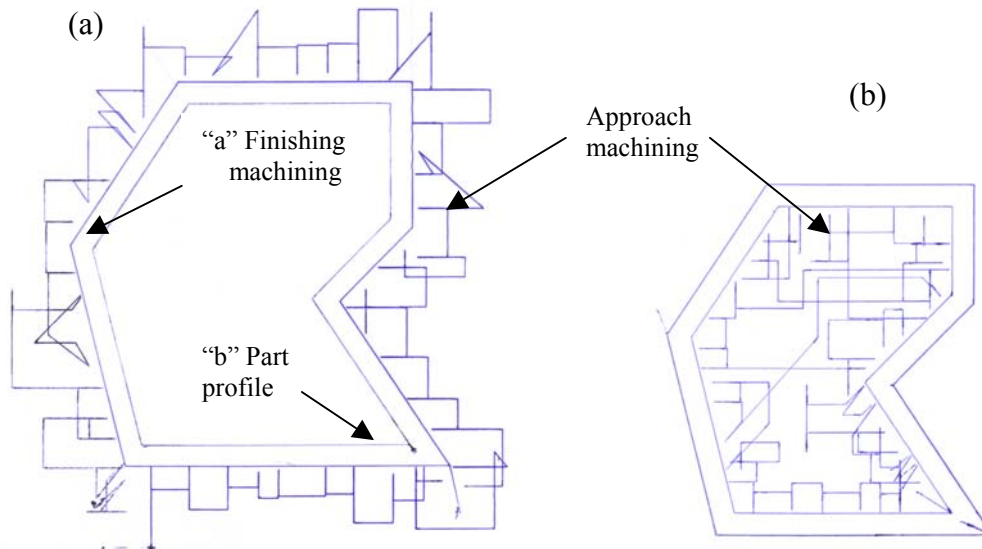 (a)
“a” Finishing
machining
Approach
machining
(b)
“b” Part
profile